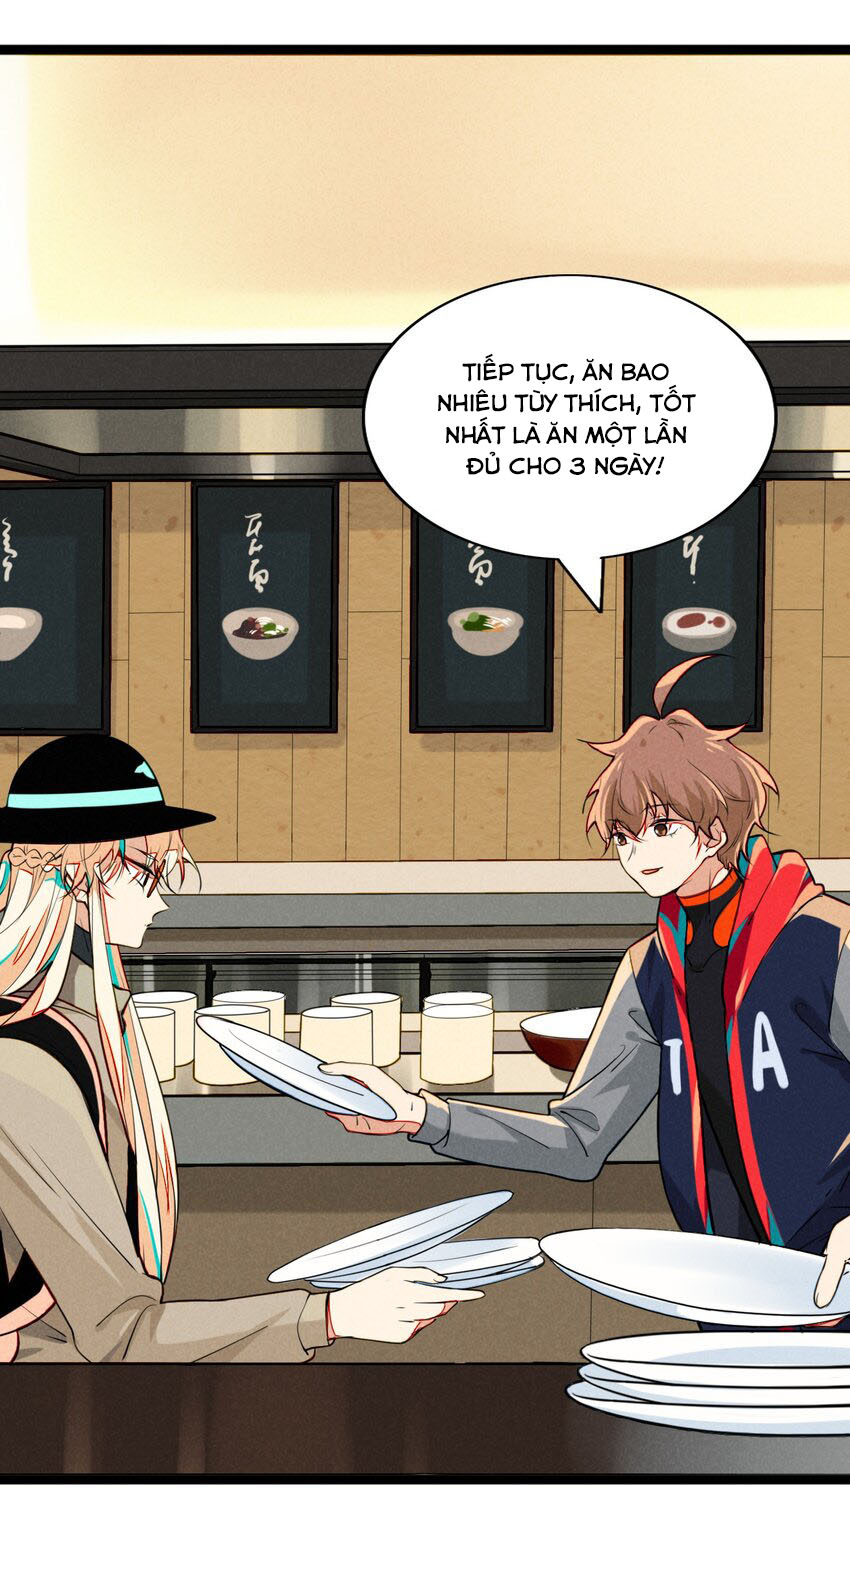 TIẾP TỤC, ĂN BAO
NHIÊU TÙY THÍCH, TỐT
NHẤT LÀ ĂN MỘT LẦN
ĐỦ CHO 3 NGÀY!
T A